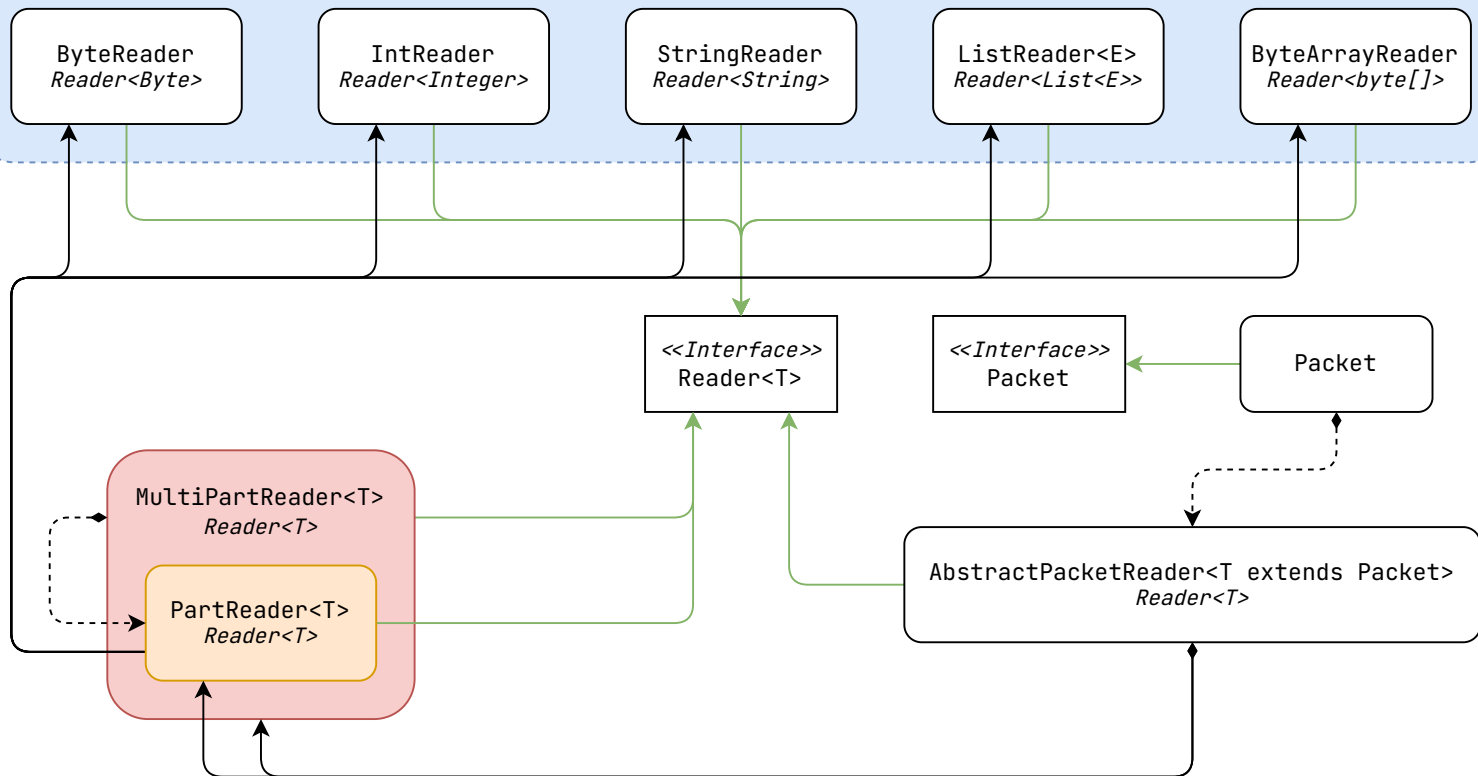 ByteReader
Reader<Byte>
IntReader
Reader<Integer>
StringReader
Reader<String>
ListReader<E>
Reader<List<E>>
ByteArrayReader
Reader<byte[]>
<<Interface>>
Reader<T>
<<Interface>>
Packet
Packet
MultiPartReader<T>
Reader<T>
PartReader<T>
Reader<T>
AbstractPacketReader<T extends Packet>
Reader<T>